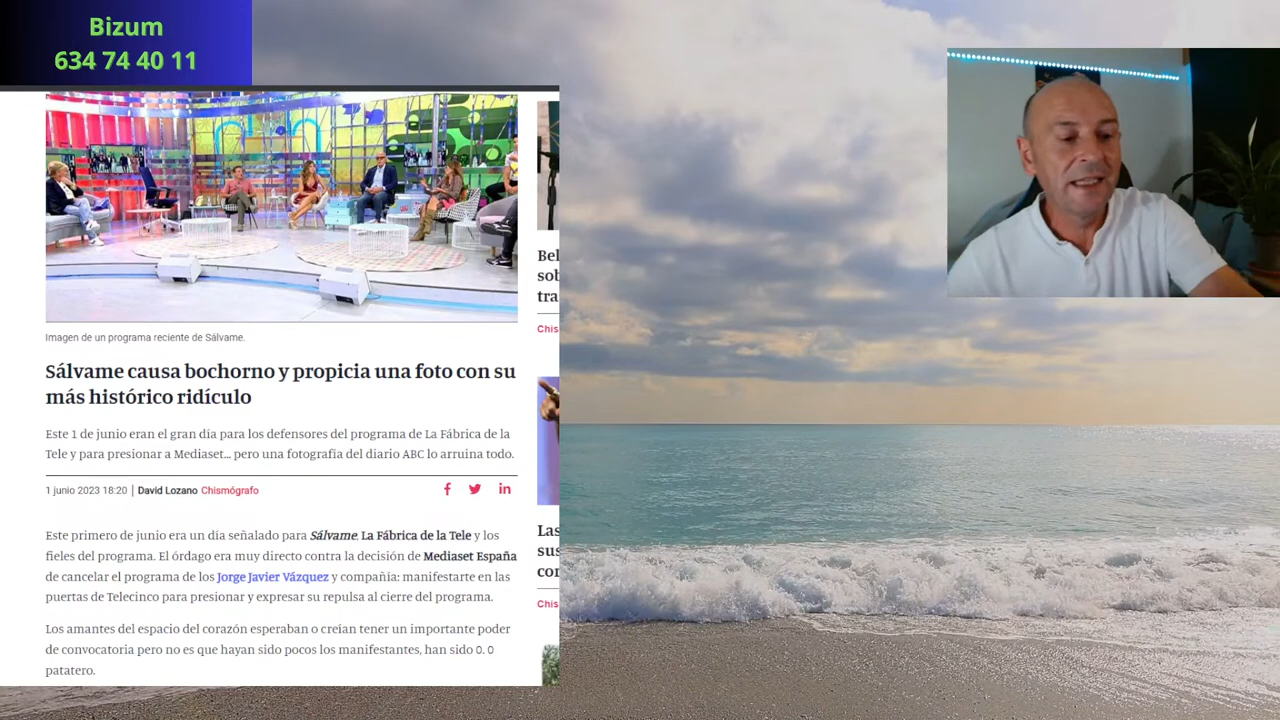 Bizum
634 74 40 11
Imagen de un programa reciente de Sálvame.
Sálvame causa bochorno y propicia una foto con su
más histórico ridículo
Este 1 de junio eran el gran día para los defensores del programa de La Fábrica de la
Tele y para presionar a Mediaset... pero una fotografía del diario ABC lo arruina todo.
1 junio 2023 18:20 | David Lozano Chismógrafo
Este primero de junio era un día señalado para Sálvame, La Fábrica de la Tele y los
fieles del programa. El órdago era muy directo contra la decisión de Mediaset España
de cancelar el programa de los Jorge Javier Vázquez y compañía: manifestarte en las
puertas de Telecinco para presionar y expresar su repulsa al cierre del programa.
Los amantes del espacio del corazón esperaban o creían tener un importante poder
de convocatoria pero no es que hayan sido pocos los manifestantes, han sido 0. 0
patatero.
Bel
sob
tra
Chis
Las
sus
con
Chis